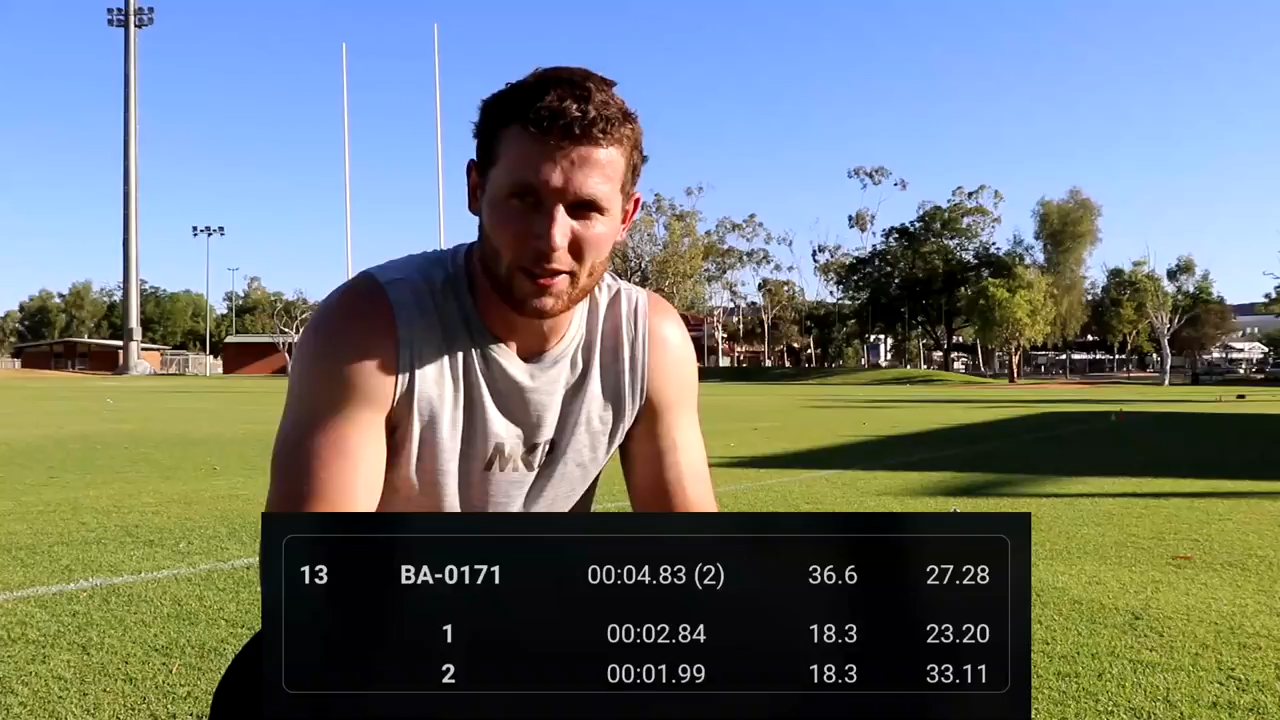 MK
13 BA-0171 00:04.83 (2) 36.6 27.28
1 00:02.84 18.3 23.20
2 00:01.99 18.3 33.11